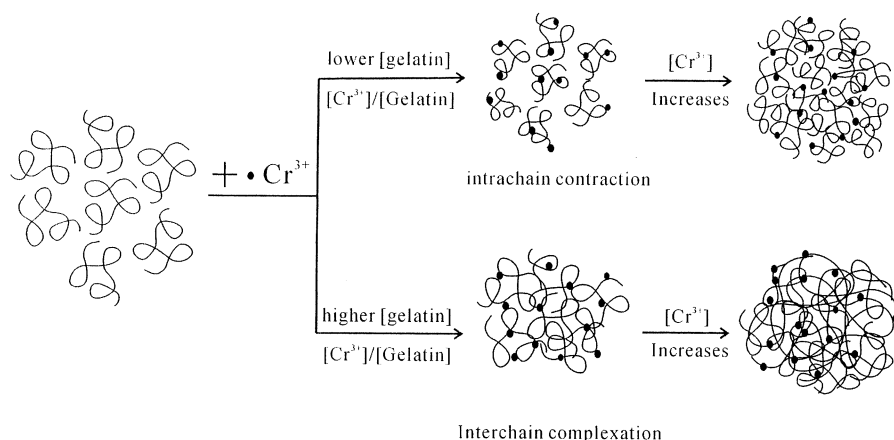 + • Cr³⁺
lower [gelatin]
[Cr³⁺]/[Gelatin]
intrachain contraction
[Cr³⁺]
Increases
higher [gelatin]
[Cr³⁺]/[Gelatin]
Interchain complexation
[Cr³⁺]
Increases